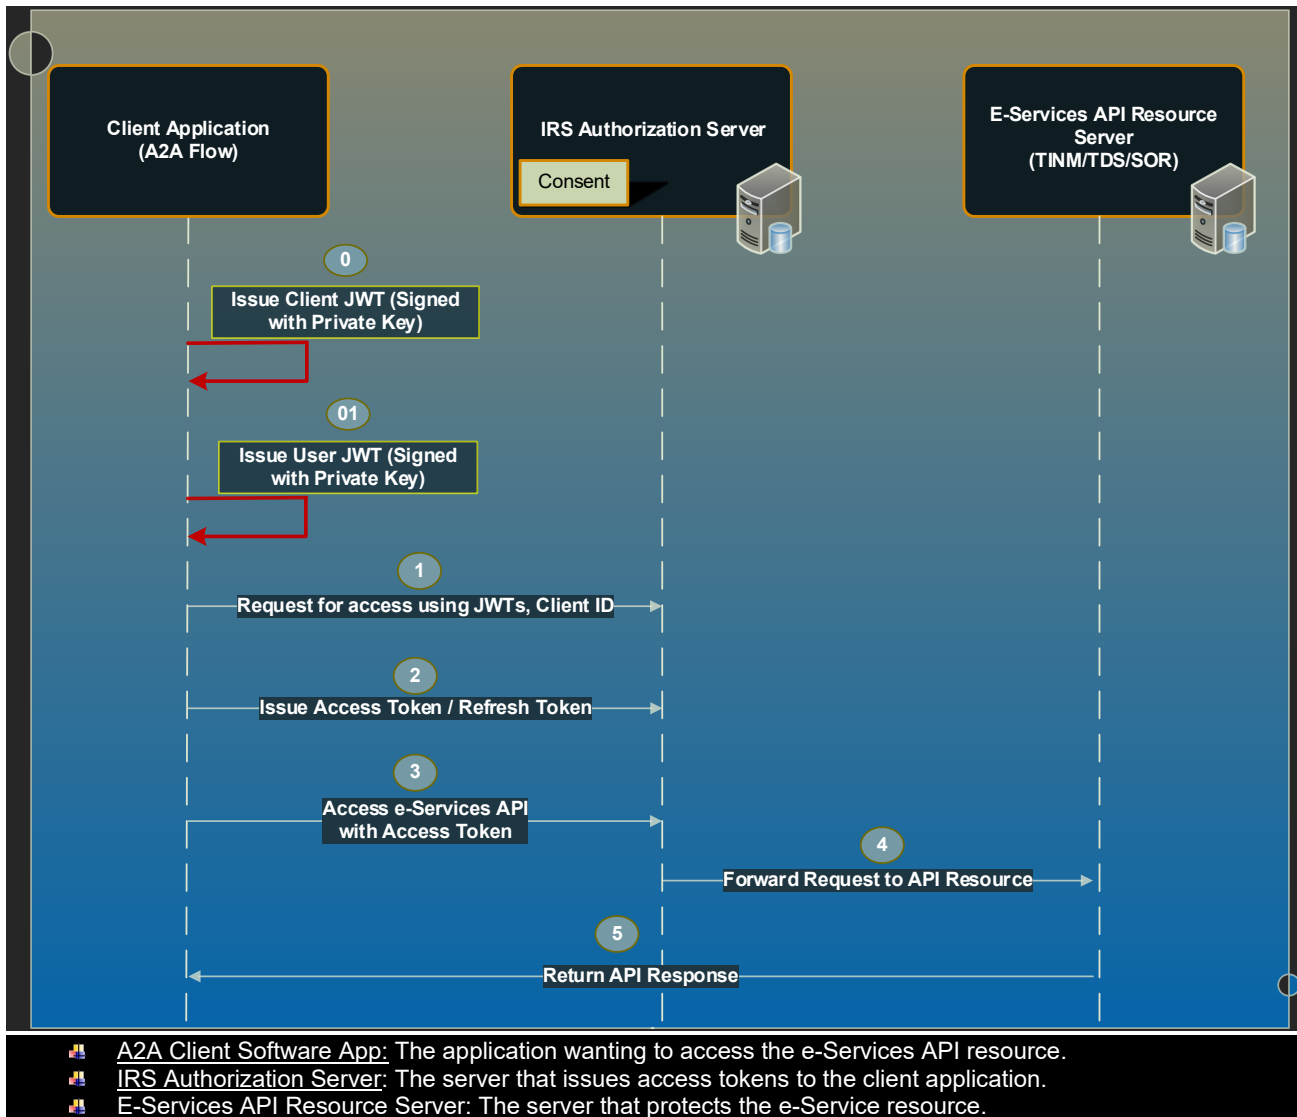 Client Application
(A2A Flow)
IRS Authorization Server
Consent
E-Services API Resource
Server
(TINM/TDS/SOR)
0
Issue Client JWT (Signed
with Private Key)
01
Issue User JWT (Signed
with Private Key)
1
Request for access using JWTs, Client ID
2
Issue Access Token / Refresh Token
3
Access e-Services API
with Access Token
4
Forward Request to API Resource
5
Return API Response
A2A Client Software App: The application wanting to access the e-Services API resource.
IRS Authorization Server: The server that issues access tokens to the client application.
E-Services API Resource Server: The server that protects the e-Service resource.